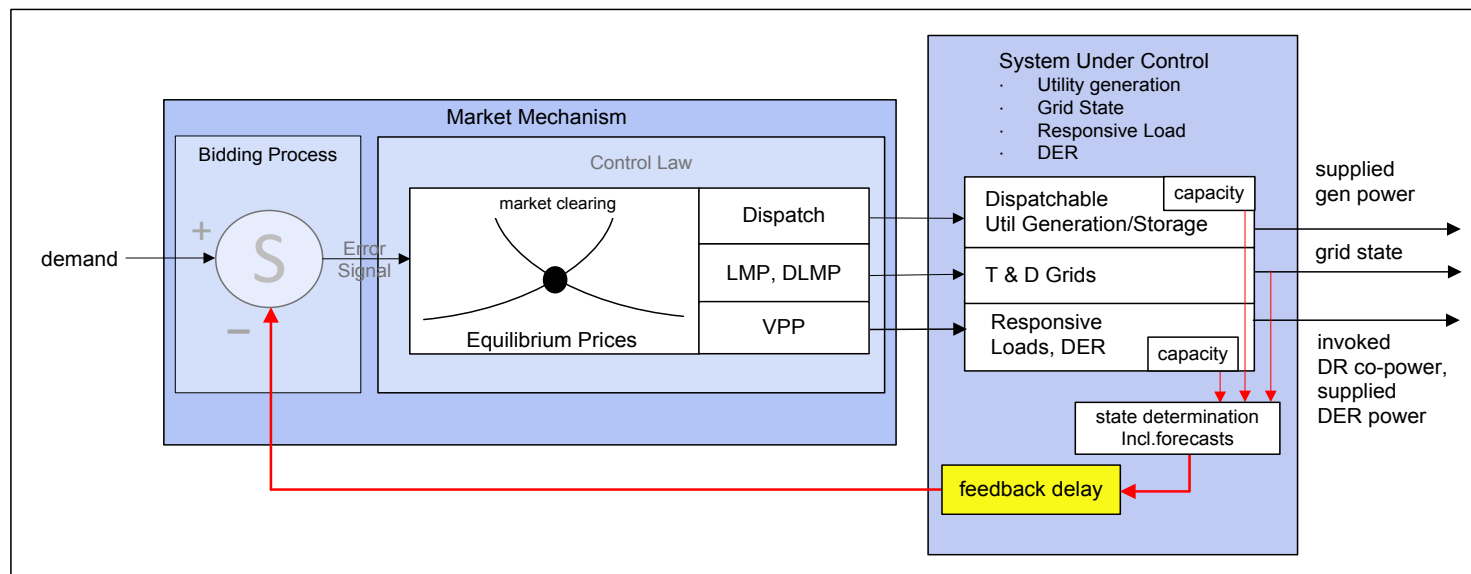 System Under Control
· Utility generation
· Grid State
· Responsive Load
· DER
Market Mechanism
Bidding Process
Control Law
demand
+
S
−
Error
Signal
market clearing
Equilibrium Prices
Dispatch
LMP, DLMP
VPP
Dispatchable
Util Generation/Storage
capacity
T & D Grids
Responsive
Loads, DER
capacity
state determination
Incl.forecasts
feedback delay
supplied
gen power
grid state
invoked
DR co-power,
supplied
DER power